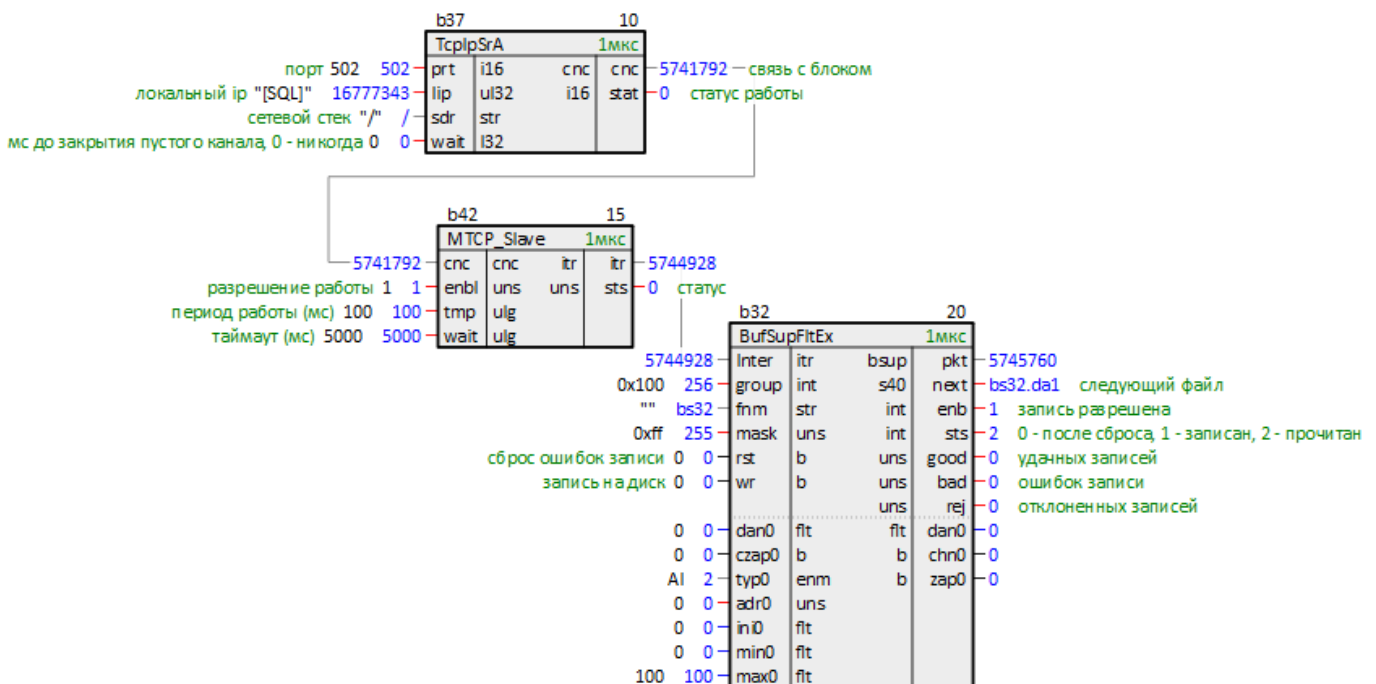 b37 10
TcpIpSrA 1мкс
порт 502 502 prt i16 cnc cnc 5741792 связь с блоком
локальный ip "[SQL]" 16777343 lip ul32 i16 stat 0 статус работы
сетевой стек "/" / sdr str
мс до закрытия пустого канала, 0 - никогда 0 0 wait l32
b42 15
MTCP_Slave 1мкс
5741792 cnc cnc itr itr 5744928
разрешение работы 1 1 enbl uns uns sts 0 статус
период работы (мс) 100 100 tmp ulg
таймаут (мс) 5000 5000 wait ulg
b32 20
BufSupFltEx 1мкс
5744928 Inter itr bsup pkt 5745760
0x100 256 group int s40 next bs32.da1 следующий файл
"" bs32 fnm str int enb 1 запись разрешена
0xff 255 mask uns int sts 2 0 - после сброса, 1 - записан, 2 - прочитан
сброс ошибок записи 0 0 rst b uns good 0 удачных записей
запись на диск 0 0 wr b uns bad 0 ошибок записи
uns rej 0 отклоненных записей
0 0 dan0 flt flt dan0 0
0 0 czap0 b b chn0 0
AI 2 typ0 enm b zap0 0
0 0 adr0 uns
0 0 ini0 flt
0 0 min0 flt
100 100 max0 flt